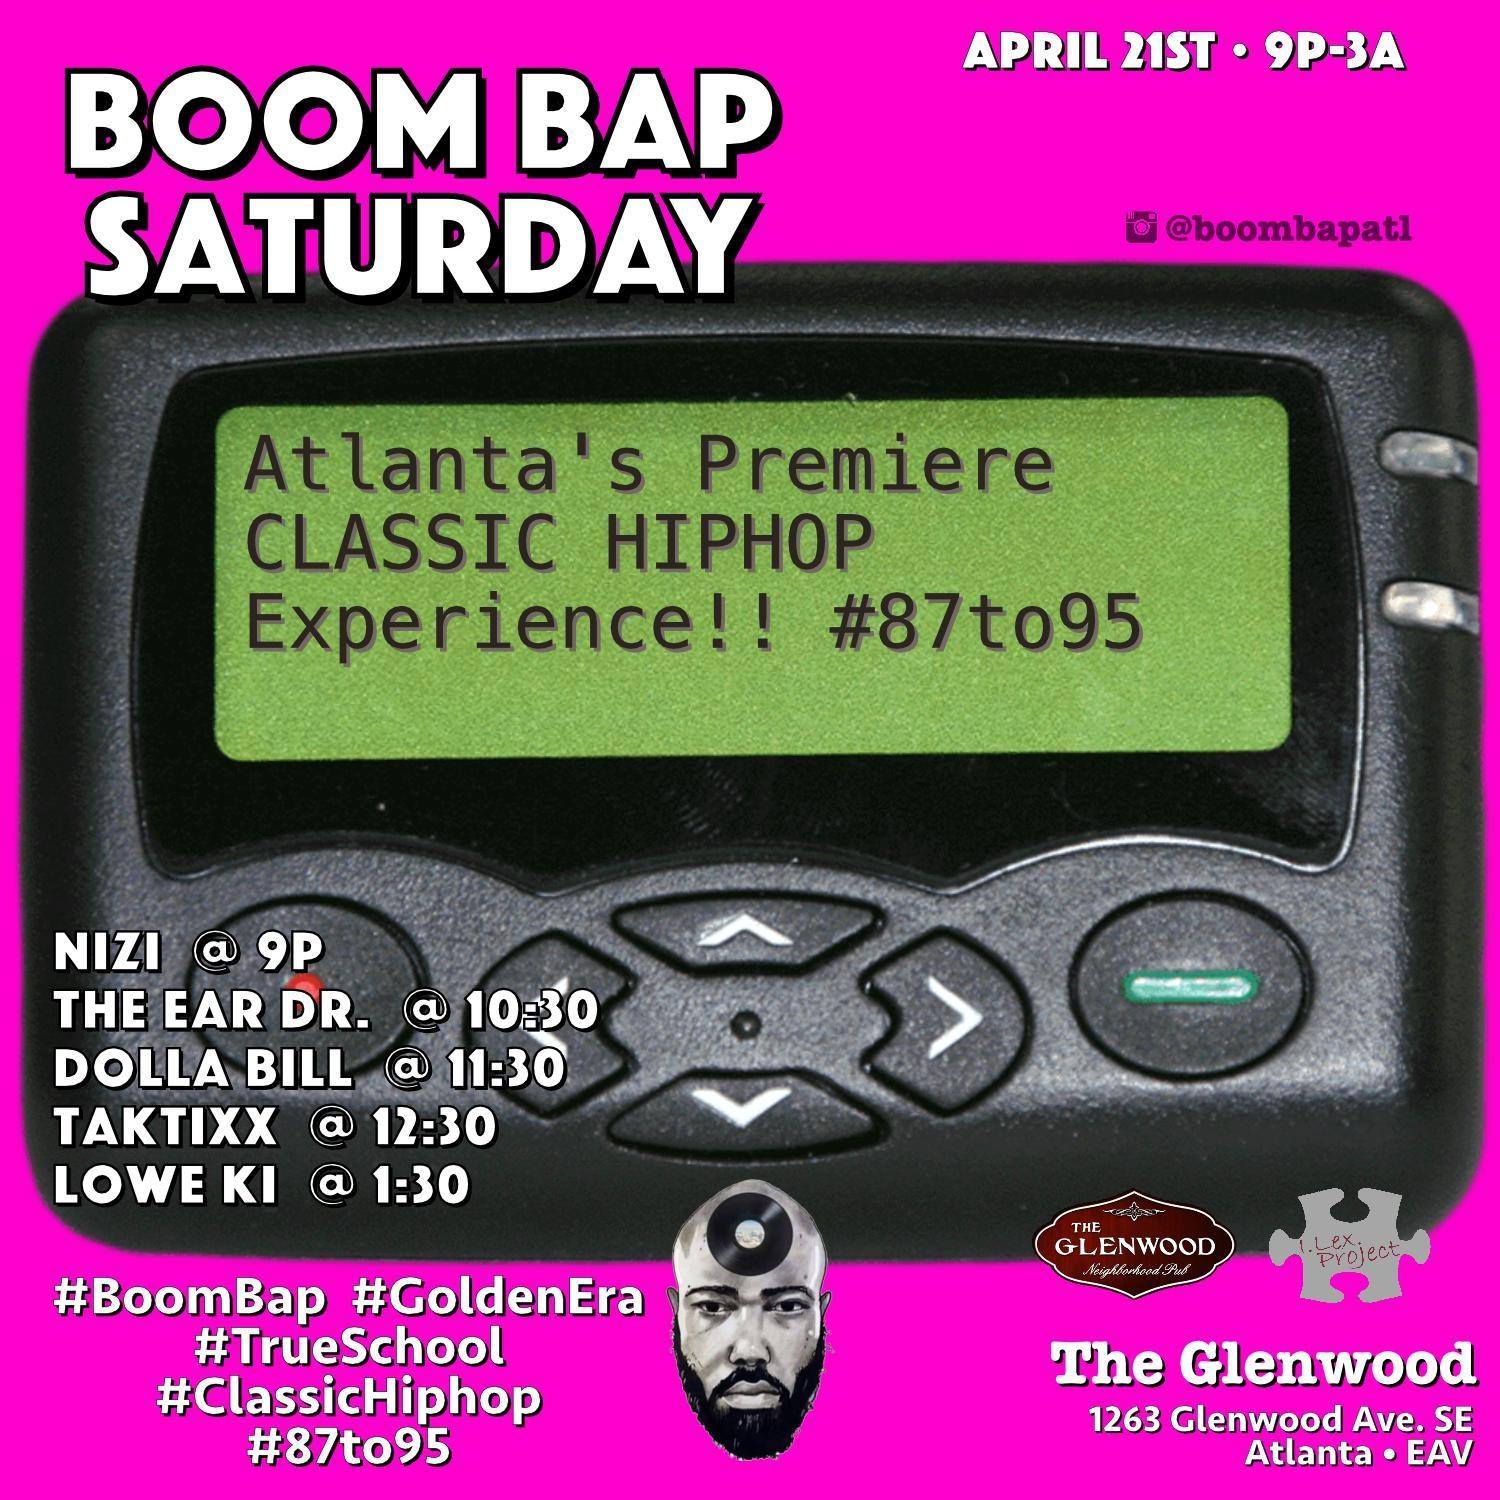 APRIL 21ST • 9P-3A
BOOM BAP
SATURDAY
@boombapatl
Atlanta's Premiere
CLASSIC HIPHOP
Experience!! #87to95
NIZI @ 9P
THE EAR DR. @ 10:30
DOLLA BILL @ 11:30
TAKTIXX @ 12:30
LOWE KI @ 1:30
THE
GLENWOOD
Neighborhood Pub
I.Lex.
Project
#BoomBap #GoldenEra
#TrueSchool
#ClassicHiphop
#87to95
The Glenwood
1263 Glenwood Ave. SE
Atlanta • EAV